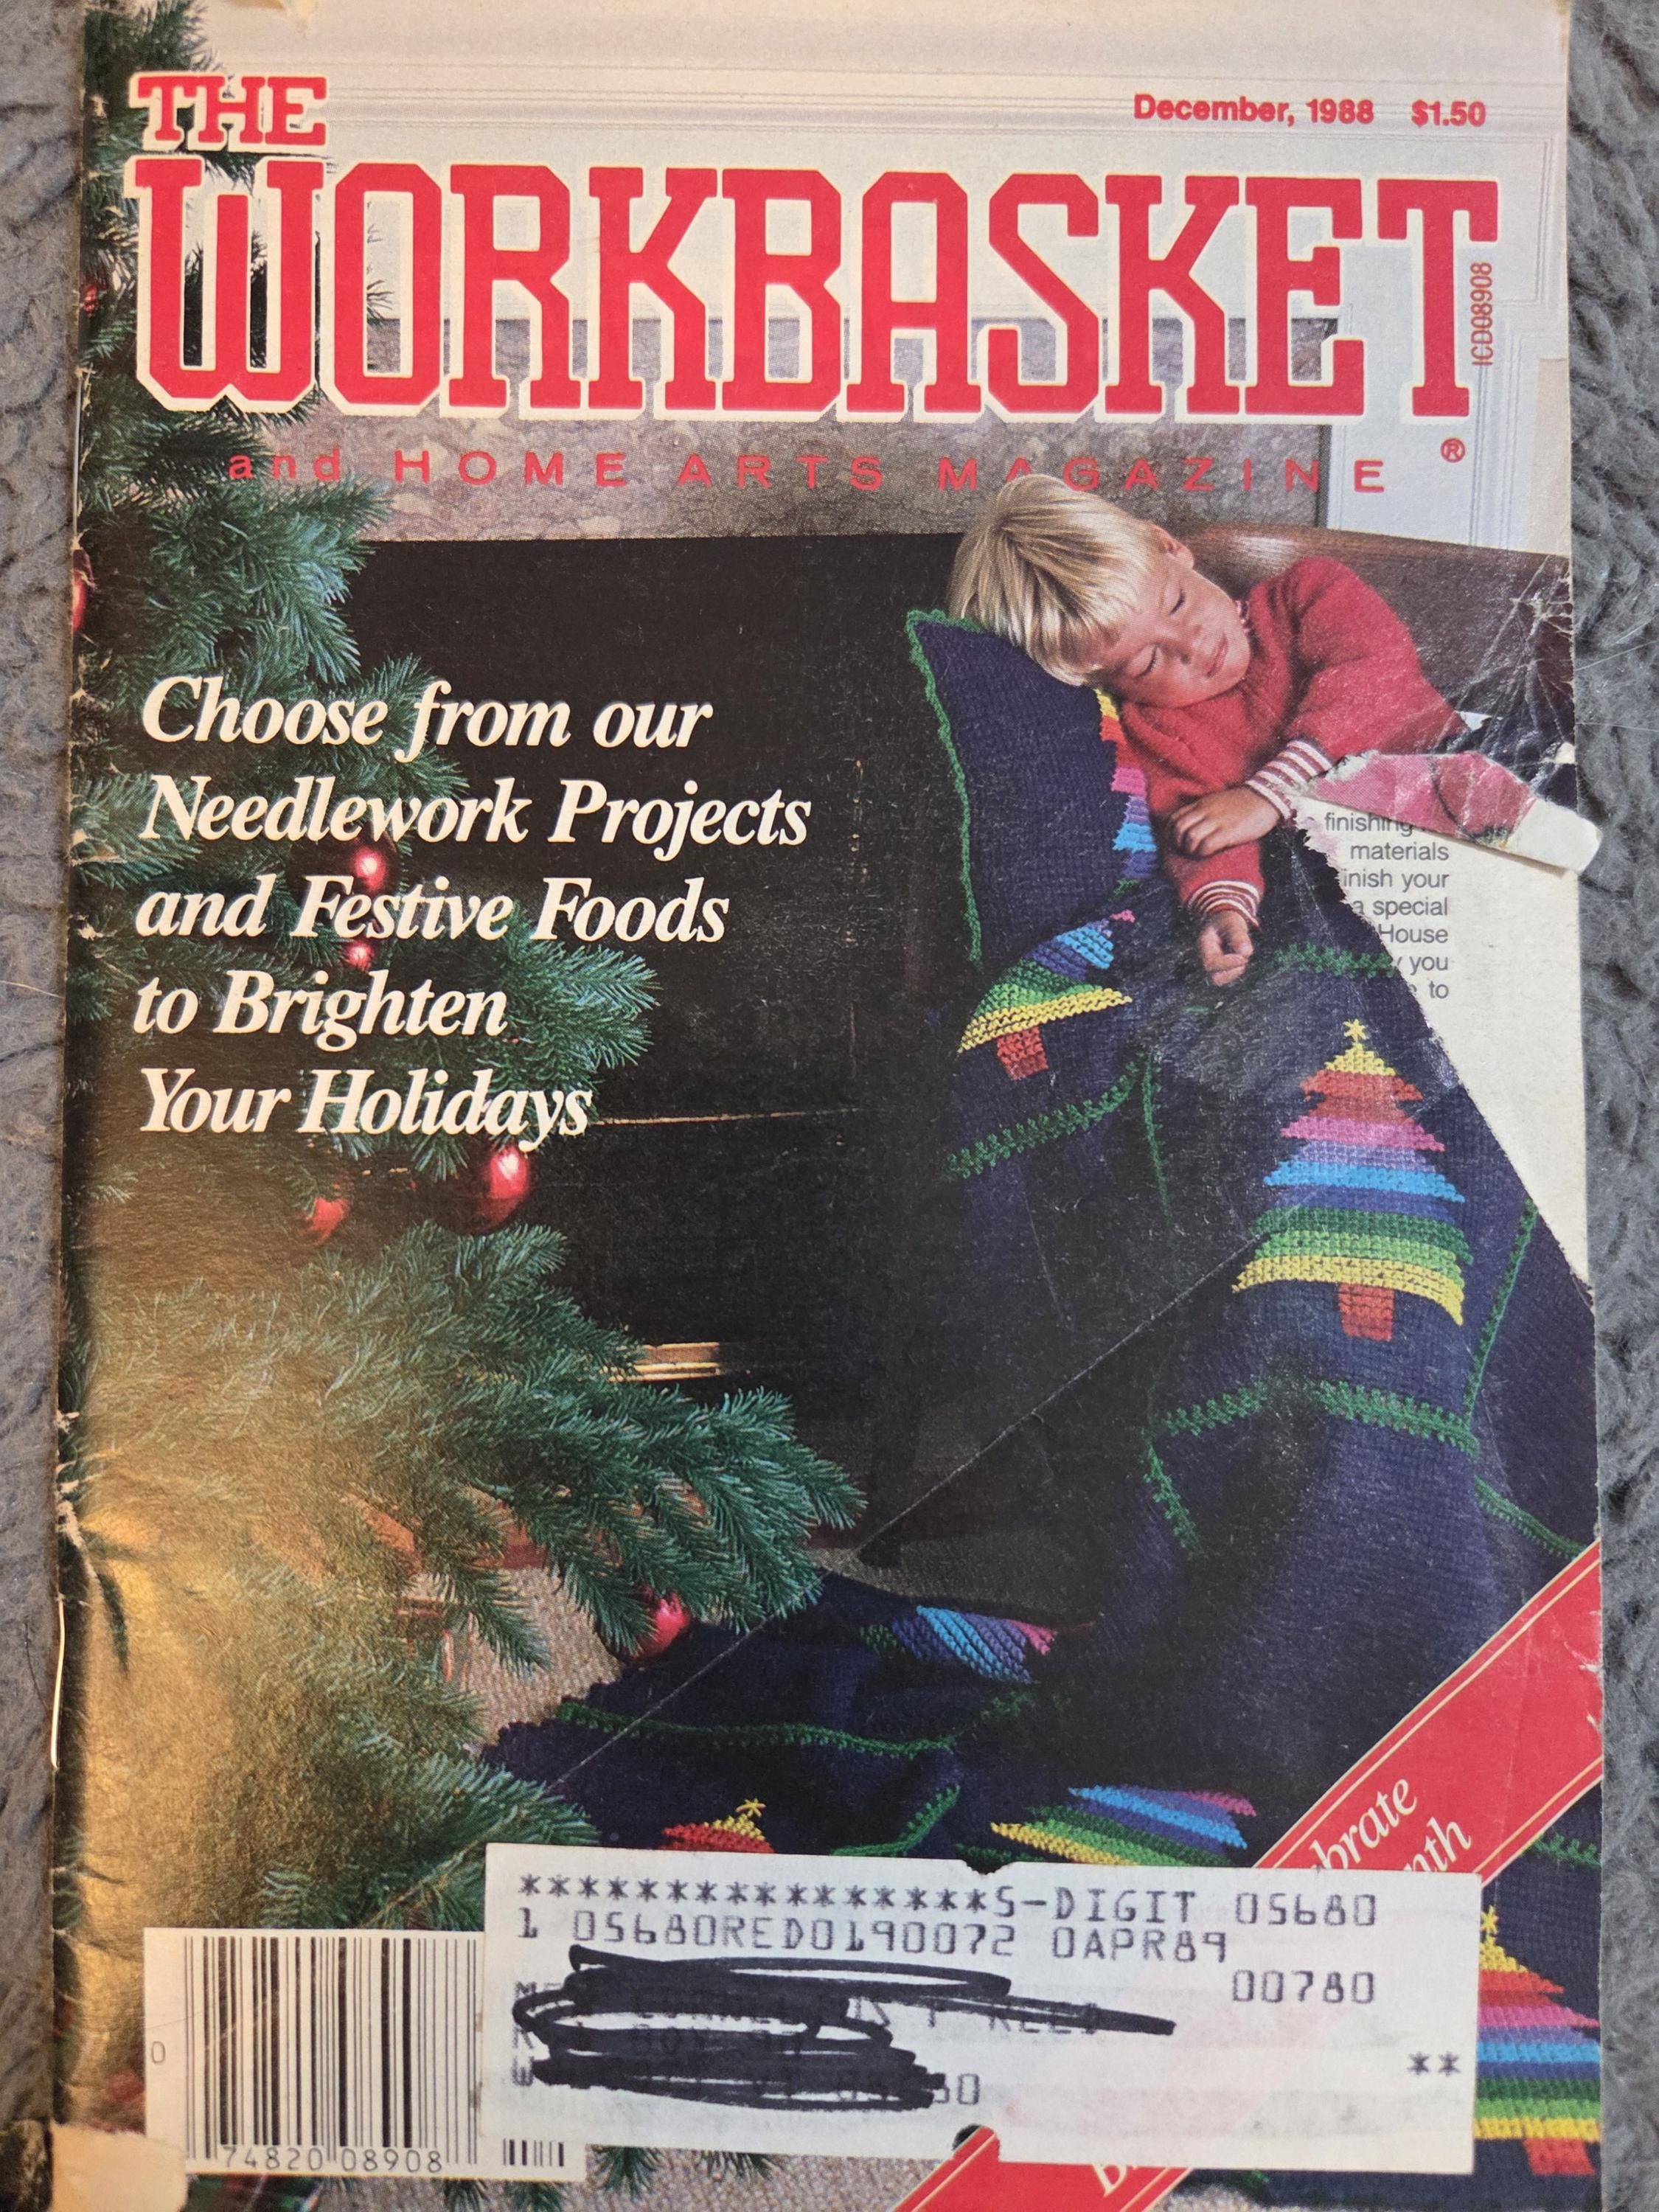 THE
December, 1988 $1.50
WORKBASKET
ICD08908
and HOME ARTS MAGAZINE ®
Choose from our
Needlework Projects
and Festive Foods
to Brighten
Your Holidays
finishing
materials
inish your
a special
House
you
to
brate
nth
****************5-DIGIT 05680
1 05680RED0190072 0APR89
00780
**
0
74820 08908